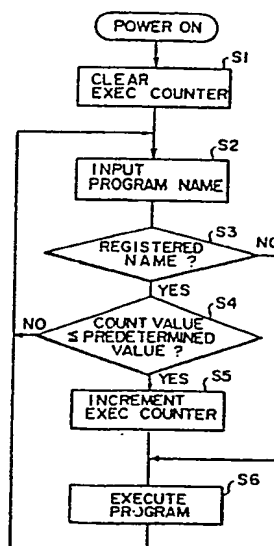 POWER ON
S1
CLEAR
EXEC COUNTER
S2
INPUT
PROGRAM NAME
S3
REGISTERED
NAME ?
NO
YES
S4
NO
COUNT VALUE
≤ PREDETERMINED
VALUE ?
YES
S5
INCREMENT
EXEC COUNTER
S6
EXECUTE
PROGRAM